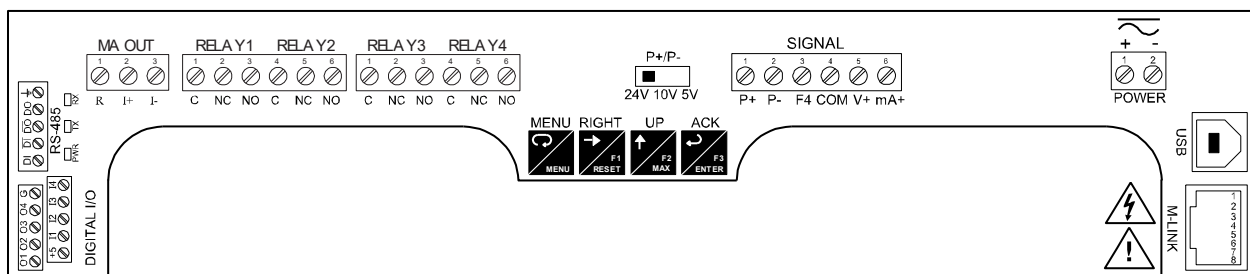 MA OUT
1 2 3
R I+ I-
RELAY1 RELAY2
1 2 3 4 5 6
C NC NO C NC NO
RELAY3 RELAY4
1 2 3 4 5 6
C NC NO C NC NO
P+/P-
24V 10V 5V
SIGNAL
1 2 3 4 5 6
P+ P- F4 COM V+ mA+
+ -
1 2
POWER
MENU RIGHT UP ACK
MENU
F1
RESET
F2
MAX
F3
ENTER
RS-485
DO
D̅O̅
D̅I̅
DI
RX
TX
PWR
DIGITAL I/O
G
O4
O3
O2
O1
I4
I3
I2
I1
+5
USB
M-LINK
1
2
3
4
5
6
7
8
!